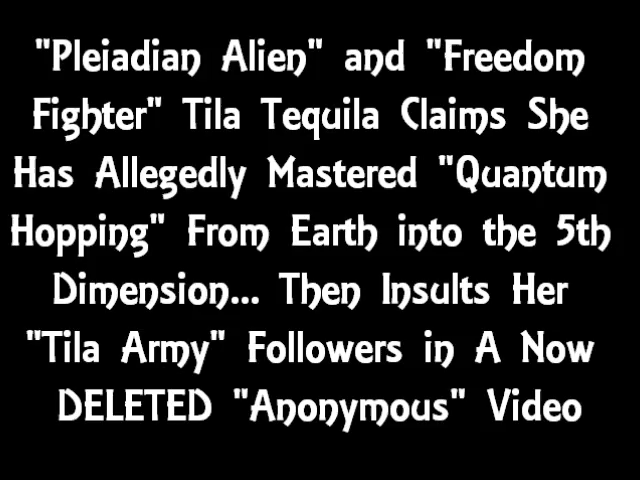 "Pleiadian Alien" and "Freedom
Fighter" Tila Tequila Claims She
Has Allegedly Mastered "Quantum
Hopping" From Earth into the 5th
Dimension... Then Insults Her
"Tila Army" Followers in A Now
DELETED "Anonymous" Video